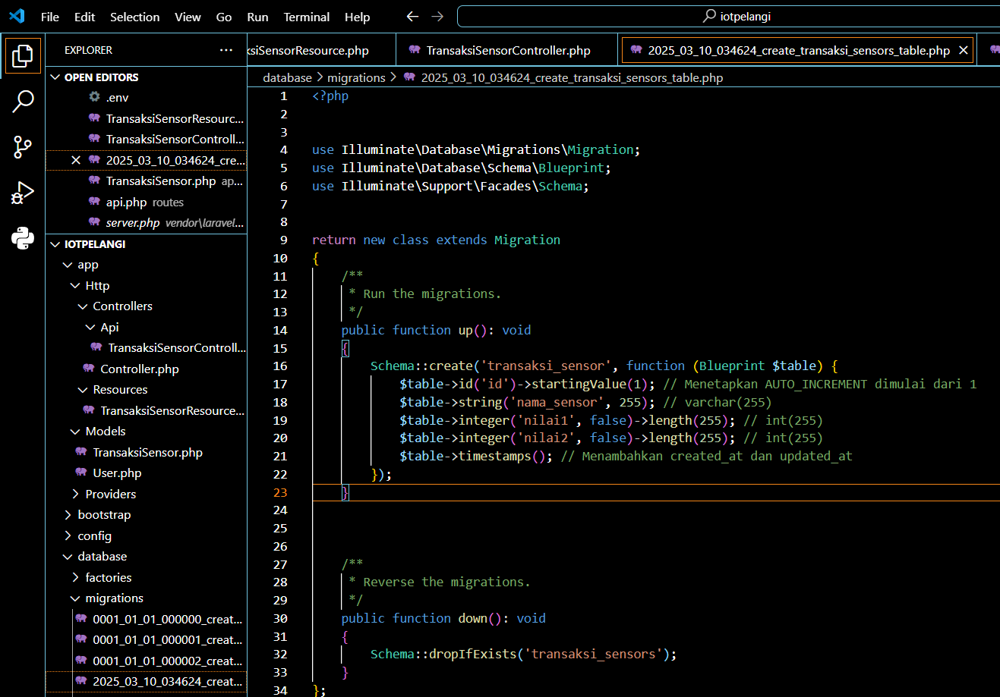 File Edit Selection View Go Run Terminal Help
iotpelangi
EXPLORER
OPEN EDITORS
.env
TransaksiSensorResourc...
TransaksiSensorControll...
2025_03_10_034624_cre...
TransaksiSensor.php ap...
api.php routes
server.php vendor\laravel...
IOTPELANGI
app
Http
Controllers
Api
TransaksiSensorControll...
Controller.php
Resources
TransaksiSensorResource...
Models
TransaksiSensor.php
User.php
Providers
bootstrap
config
database
factories
migrations
0001_01_01_000000_creat...
0001_01_01_000001_creat...
0001_01_01_000002_creat...
2025_03_10_034624_creat...
ksiSensorResource.php TransaksiSensorController.php 2025_03_10_034624_create_transaksi_sensors_table.php
database > migrations > 2025_03_10_034624_create_transaksi_sensors_table.php
1 <?php
2
3
4 use Illuminate\Database\Migrations\Migration;
5 use Illuminate\Database\Schema\Blueprint;
6 use Illuminate\Support\Facades\Schema;
7
8
9 return new class extends Migration
10 {
11 /**
12 * Run the migrations.
13 */
14 public function up(): void
15 {
16 Schema::create('transaksi_sensor', function (Blueprint $table) {
17 $table->id('id')->startingValue(1); // Menetapkan AUTO_INCREMENT dimulai dari 1
18 $table->string('nama_sensor', 255); // varchar(255)
19 $table->integer('nilai1', false)->length(255); // int(255)
20 $table->integer('nilai2', false)->length(255); // int(255)
21 $table->timestamps(); // Menambahkan created_at dan updated_at
22 });
23 }
24
25
26
27 /**
28 * Reverse the migrations.
29 */
30 public function down(): void
31 {
32 Schema::dropIfExists('transaksi_sensors');
33 }
34 };